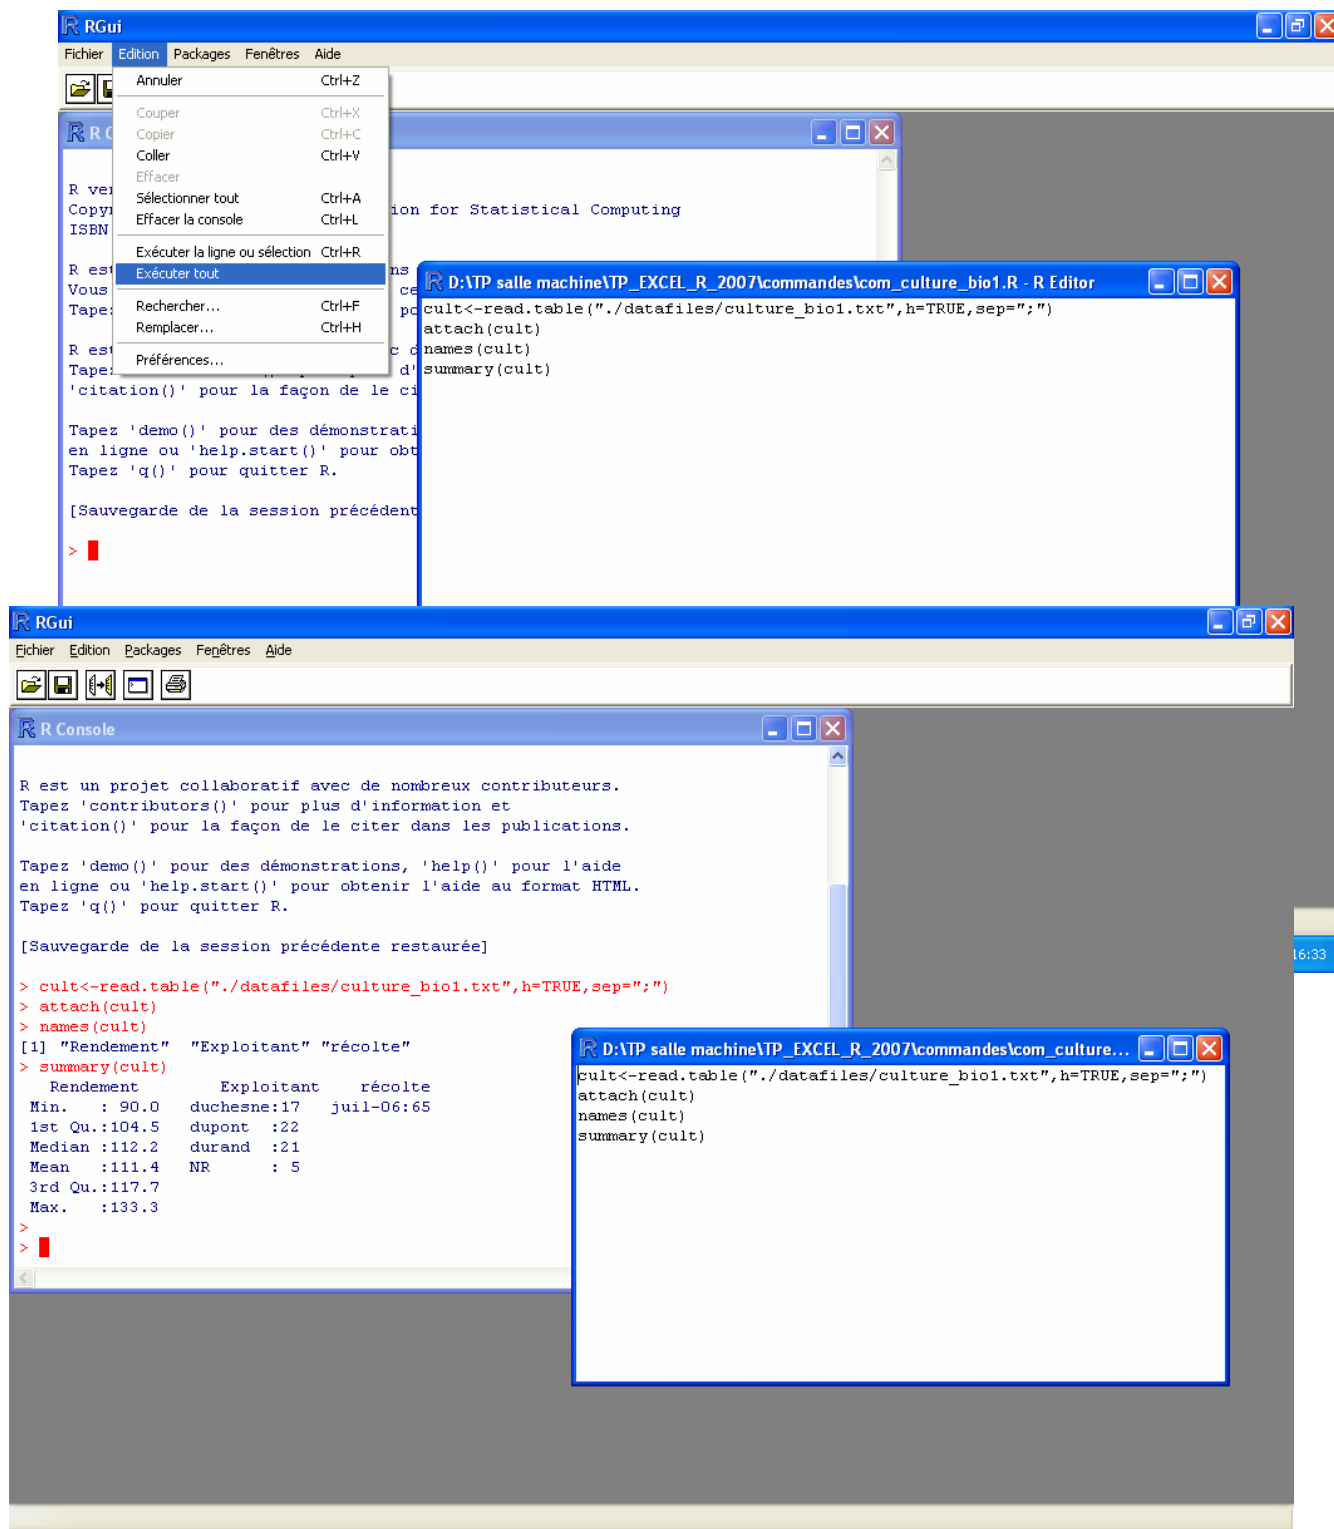 RGui
Fichier Edition Packages Fenêtres Aide
Annuler Ctrl+Z
Couper Ctrl+X
Copier Ctrl+C
Coller Ctrl+V
Effacer
Sélectionner tout Ctrl+A
Effacer la console Ctrl+L
Exécuter la ligne ou sélection Ctrl+R
Exécuter tout
Rechercher... Ctrl+F
Remplacer... Ctrl+H
Préférences...
R C
R ver
Copyr ion for Statistical Computing
ISBN
R est ns
Vous ce
Tape: po
R est c d
Tape: d'
'citation()' pour la façon de le ci
Tapez 'demo()' pour des démonstrati
en ligne ou 'help.start()' pour obt
Tapez 'q()' pour quitter R.
[Sauvegarde de la session précédent
>
D:\TP salle machine\TP_EXCEL_R_2007\commandes\com_culture_bio1.R - R Editor
cult<-read.table("./datafiles/culture_bio1.txt",h=TRUE,sep=";")
attach(cult)
names(cult)
summary(cult)
RGui
Fichier Edition Packages Fenêtres Aide
R Console
R est un projet collaboratif avec de nombreux contributeurs.
Tapez 'contributors()' pour plus d'information et
'citation()' pour la façon de le citer dans les publications.
Tapez 'demo()' pour des démonstrations, 'help()' pour l'aide
en ligne ou 'help.start()' pour obtenir l'aide au format HTML.
Tapez 'q()' pour quitter R.
[Sauvegarde de la session précédente restaurée]
> cult<-read.table("./datafiles/culture_bio1.txt",h=TRUE,sep=";")
> attach(cult)
> names(cult)
[1] "Rendement" "Exploitant" "récolte"
> summary(cult)
Rendement Exploitant récolte
Min. : 90.0 duchesne:17 juil-06:65
1st Qu.:104.5 dupont :22
Median :112.2 durand :21
Mean :111.4 NR : 5
3rd Qu.:117.7
Max. :133.3
>
>
16:33
D:\TP salle machine\TP_EXCEL_R_2007\commandes\com_culture...
cult<-read.table("./datafiles/culture_bio1.txt",h=TRUE,sep=";")
attach(cult)
names(cult)
summary(cult)